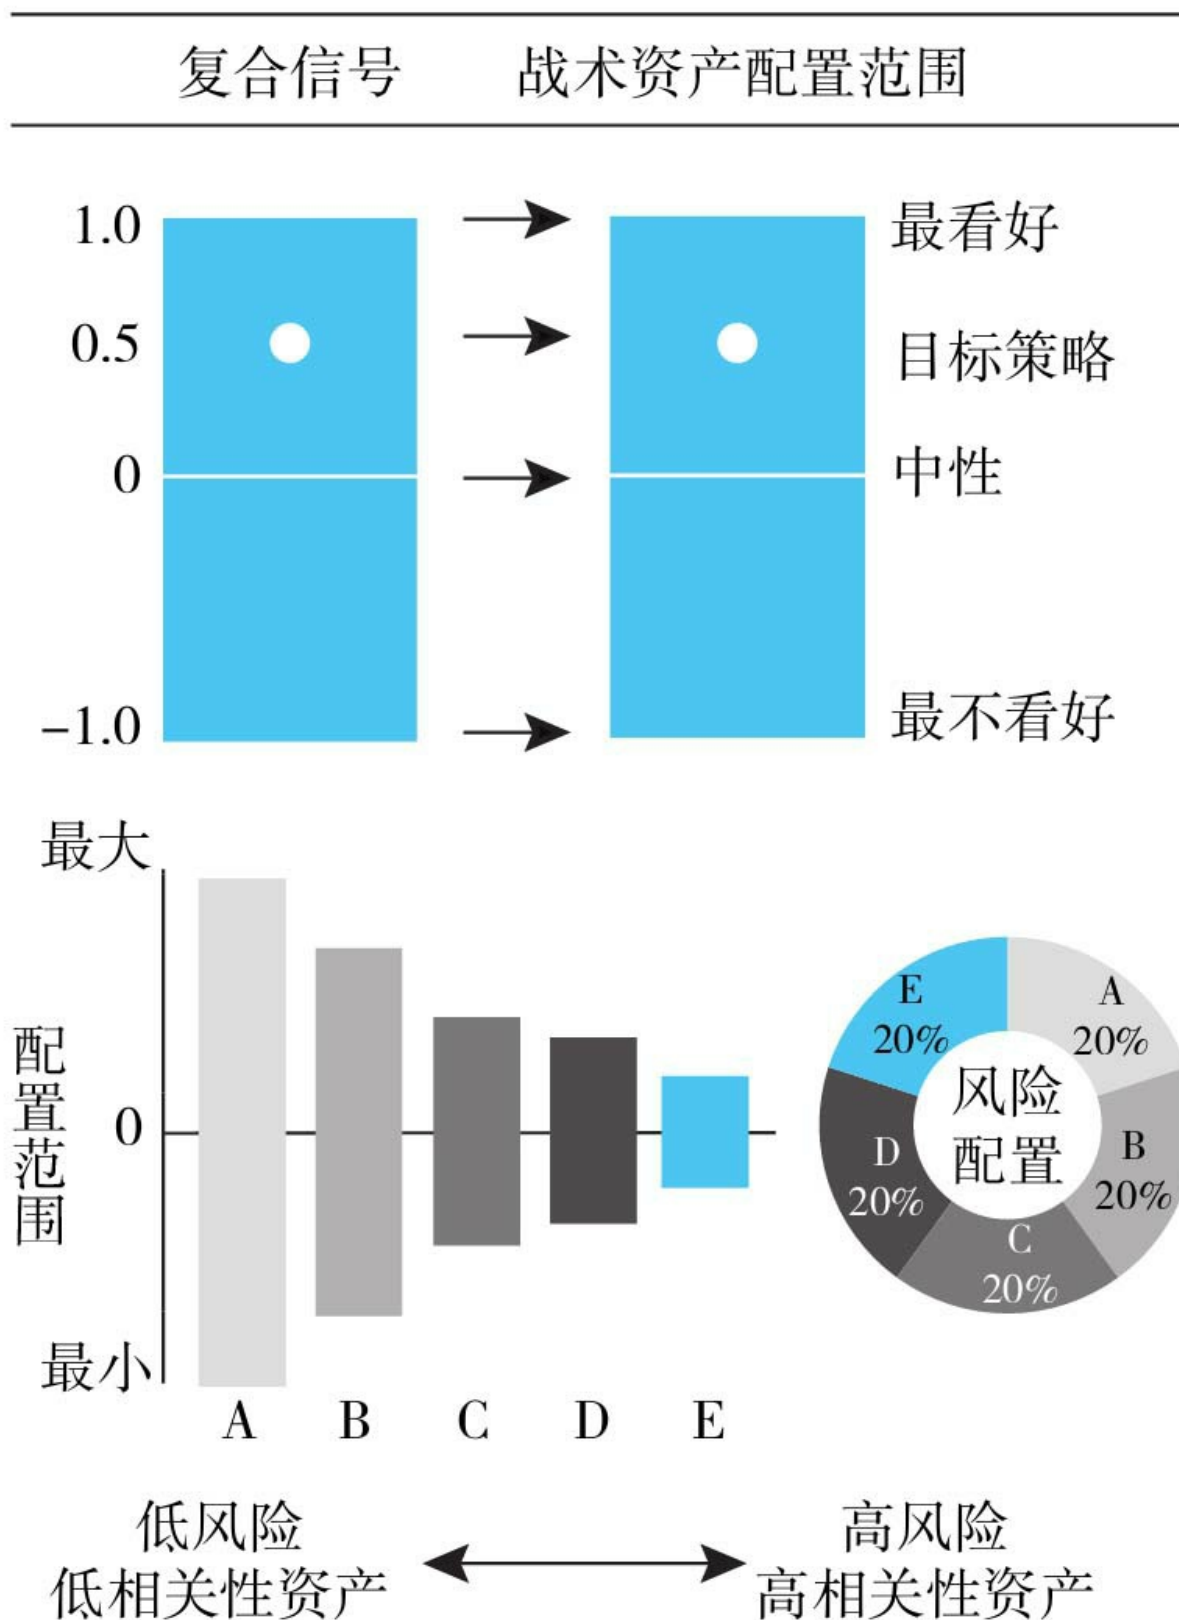 复合信号 战术资产配置范围
1.0 最看好
0.5 目标策略
0 中性
-1.0 最不看好
最大
配置范围
0
最小
A B C D E
E
20%
A
20%
风险
配置
D
20%
B
20%
C
20%
低风险
低相关性资产
高风险
高相关性资产